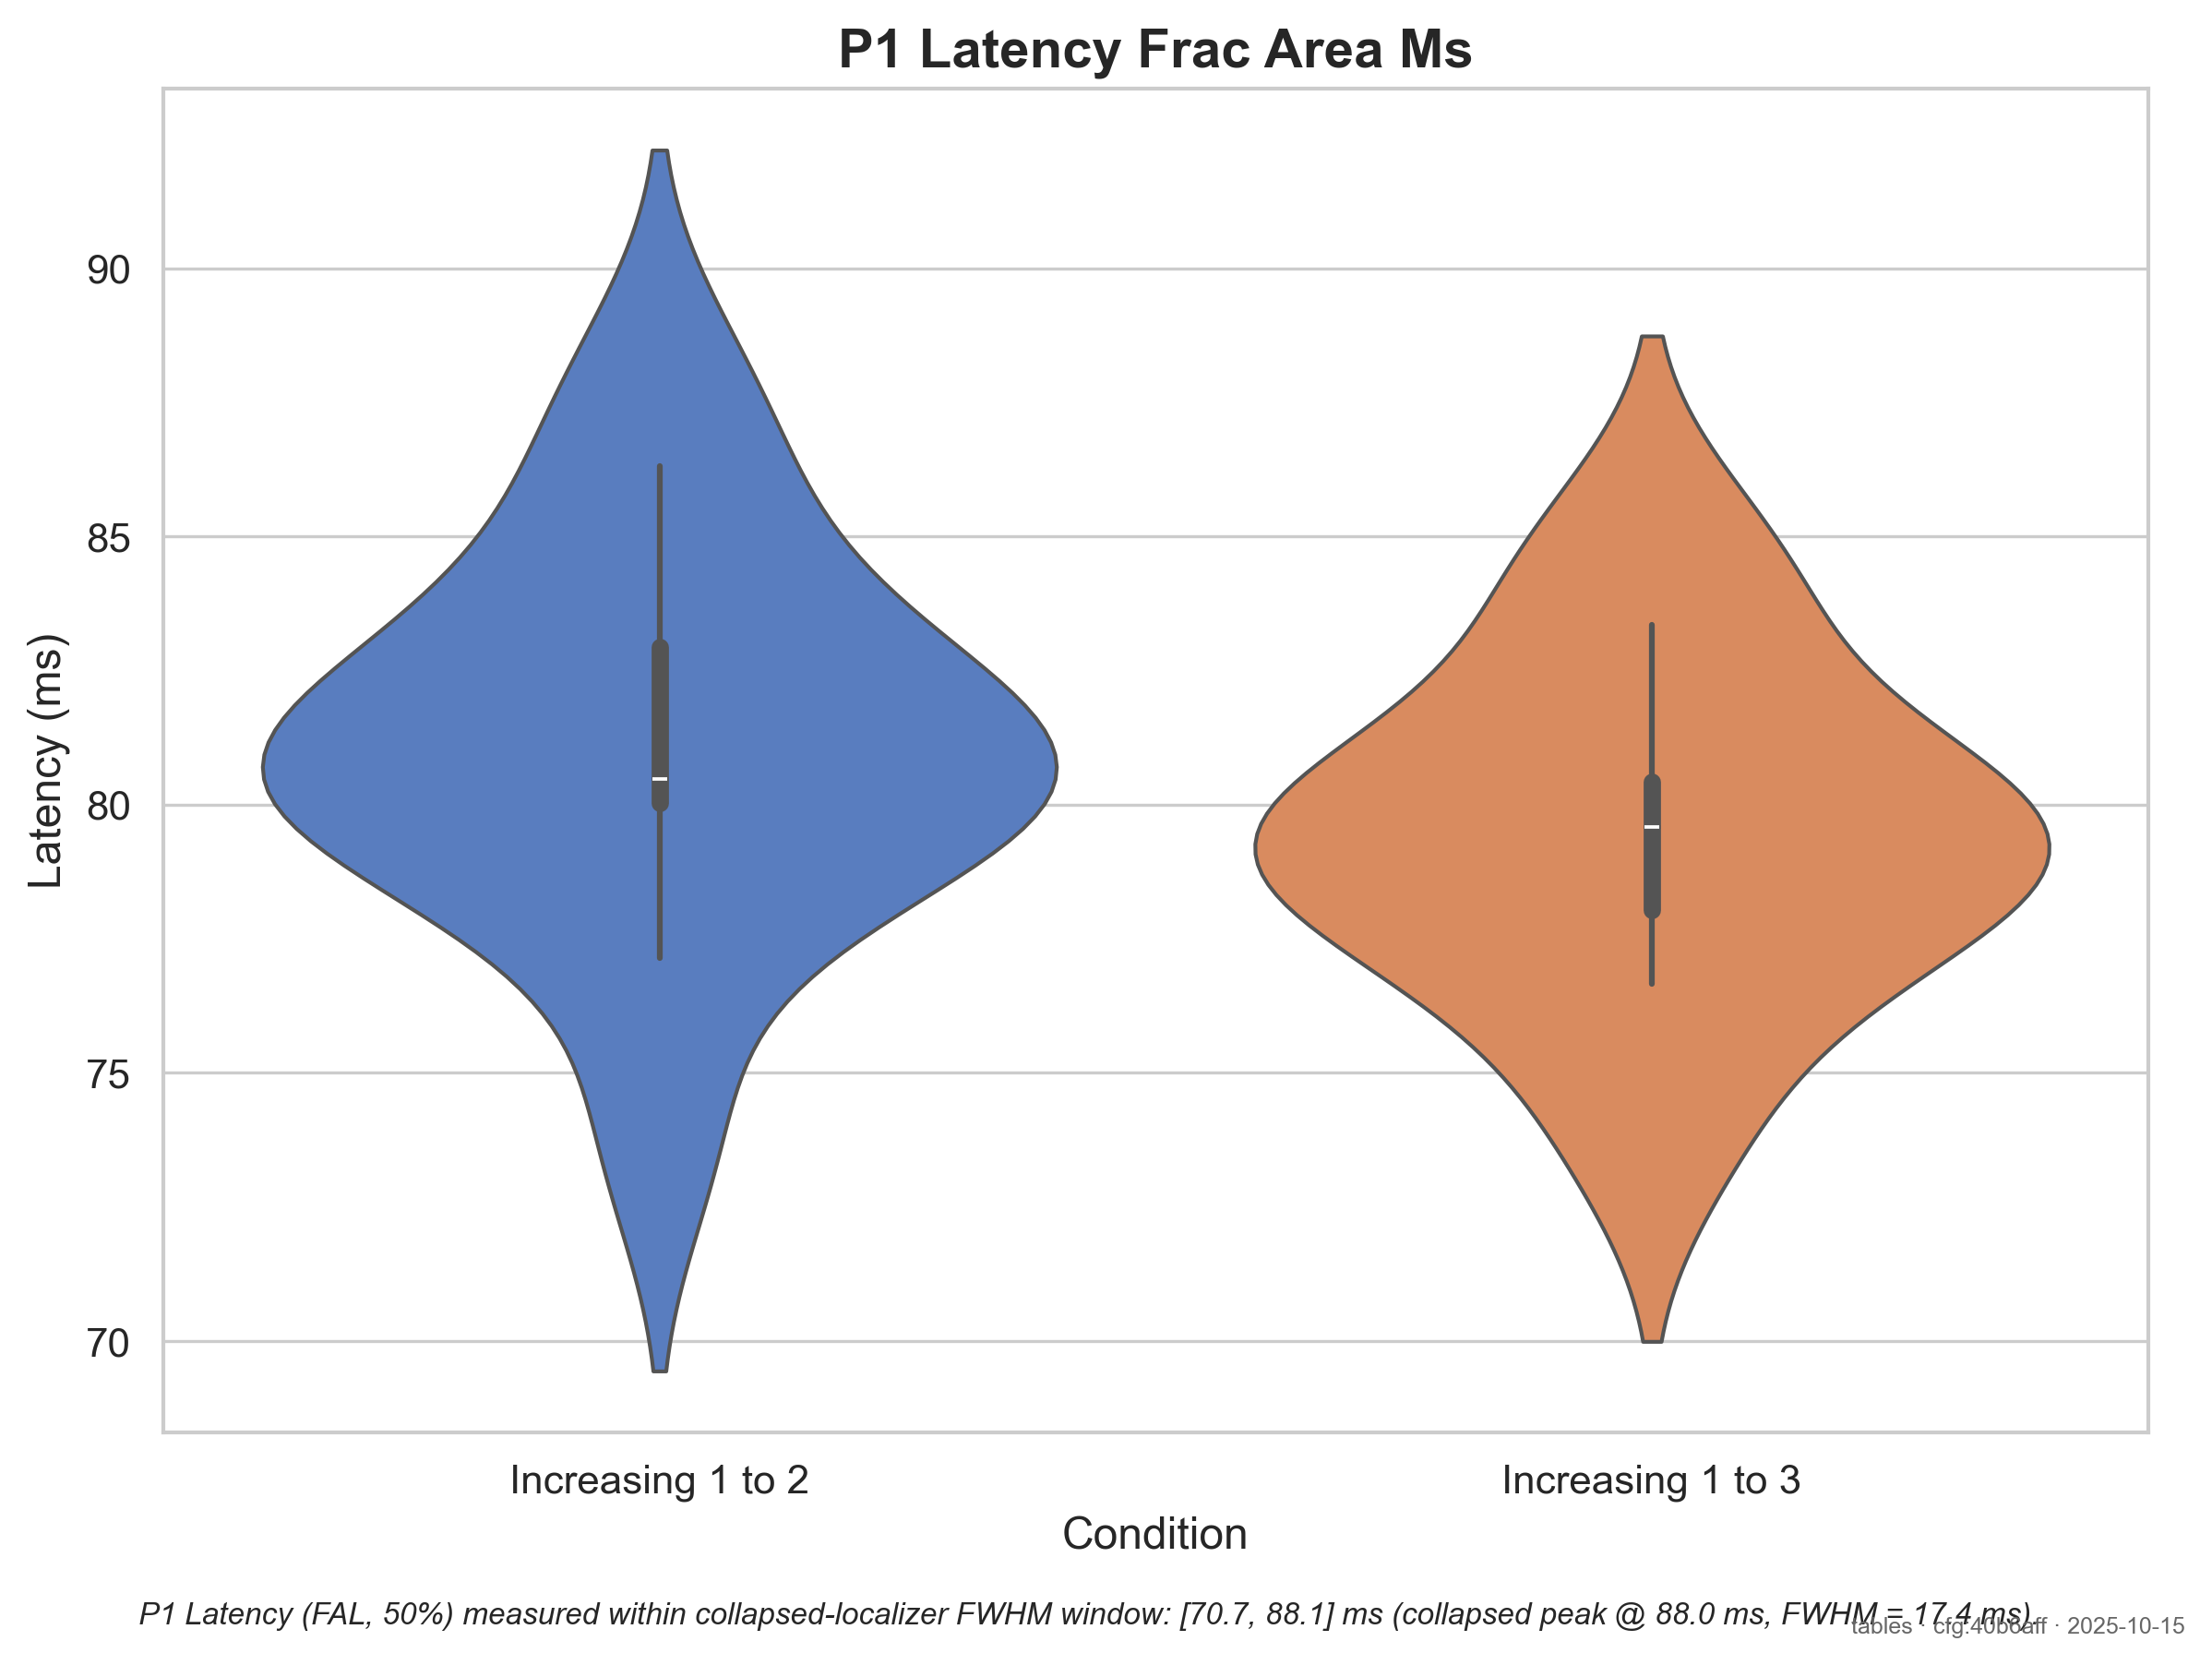 P1 Latency Frac Area Ms
Latency (ms)
90
85
80
75
70
Increasing 1 to 2
Increasing 1 to 3
Condition
P1 Latency (FAL, 50%) measured within collapsed-localizer FWHM window: [70.7, 88.1] ms (collapsed peak @ 88.0 ms, FWHM = 17.4 ms).
tables · cfg:40b6aff · 2025-10-15